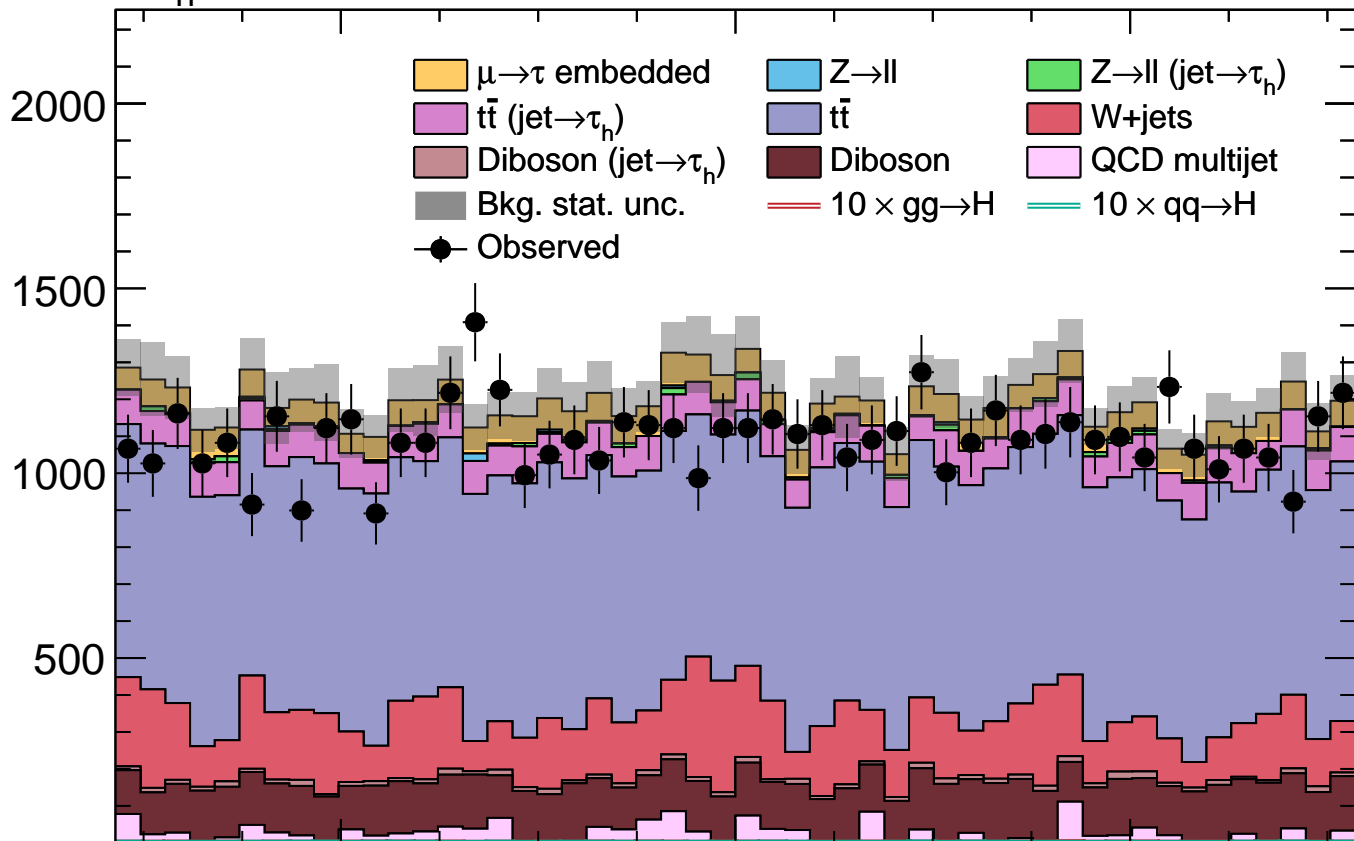 μ→τ embedded Z→ll Z→ll (jet→τh)
tt̄ (jet→τh) tt̄ W+jets
Diboson (jet→τh) Diboson QCD multijet
Bkg. stat. unc. 10 × gg→H 10 × qq→H
Observed
2000
1500
1000
500